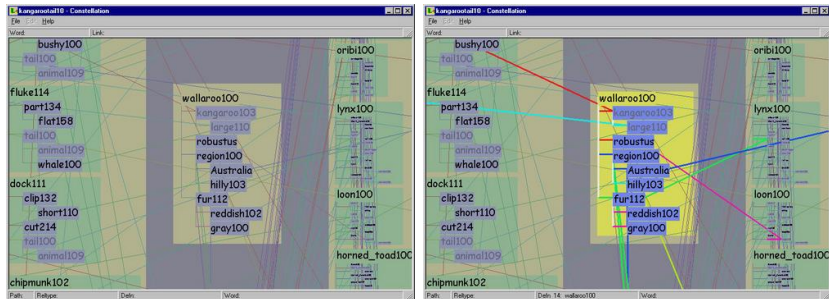 kangarootail10 - Constellation
File Edit Help
Word: Link:
bushy100
tail100
animal109
fluke114
part134
flat158
tail100
animal109
whale100
dock111
clip132
short110
cut214
tail100
animal109
chipmunk102
wallaroo100
kangaroo103
large110
robustus
region100
Australia
hilly103
fur112
reddish102
gray100
oribi100
lynx100
loon100
horned_toad100
Path: Reltype: Defn: Word:
kangarootail10 - Constellation
File Edit Help
Word: Link:
bushy100
tail100
animal109
fluke114
part134
flat158
tail100
animal109
whale100
dock111
clip132
short110
cut214
tail100
animal109
chipmunk102
wallaroo100
kangaroo103
large110
robustus
region100
Australia
hilly103
fur112
reddish102
gray100
oribi100
lynx100
loon100
horned_toad100
Path: Reltype: Defn 14: wallaroo100 Word: